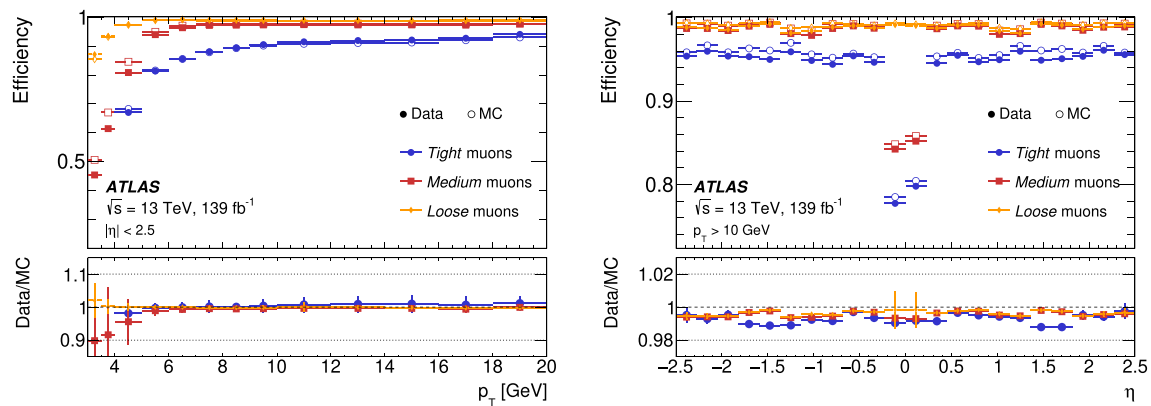 Efficiency
1
0.5
Data MC
Tight muons
Medium muons
Loose muons
ATLAS
√s = 13 TeV, 139 fb⁻¹
|η| < 2.5
Data/MC
1.1
1
0.9
4 6 8 10 12 14 16 18 20
p_T [GeV]
Efficiency
1
0.9
0.8
Data MC
Tight muons
Medium muons
Loose muons
ATLAS
√s = 13 TeV, 139 fb⁻¹
p_T > 10 GeV
Data/MC
1.02
1
0.98
−2.5 −2 −1.5 −1 −0.5 0 0.5 1 1.5 2 2.5
η